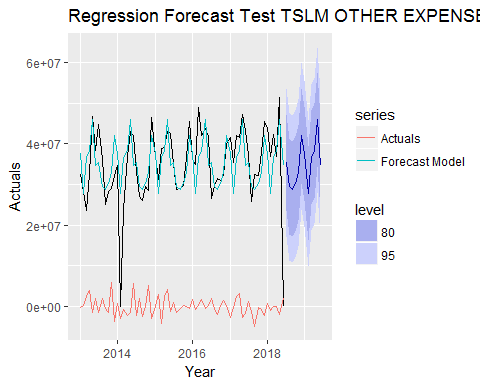 Regression Forecast Test TSLM OTHER EXPENSE
6e+07
4e+07
2e+07
0e+00
Actuals
2014
2016
2018
Year
series
Actuals
Forecast Model
level
80
95